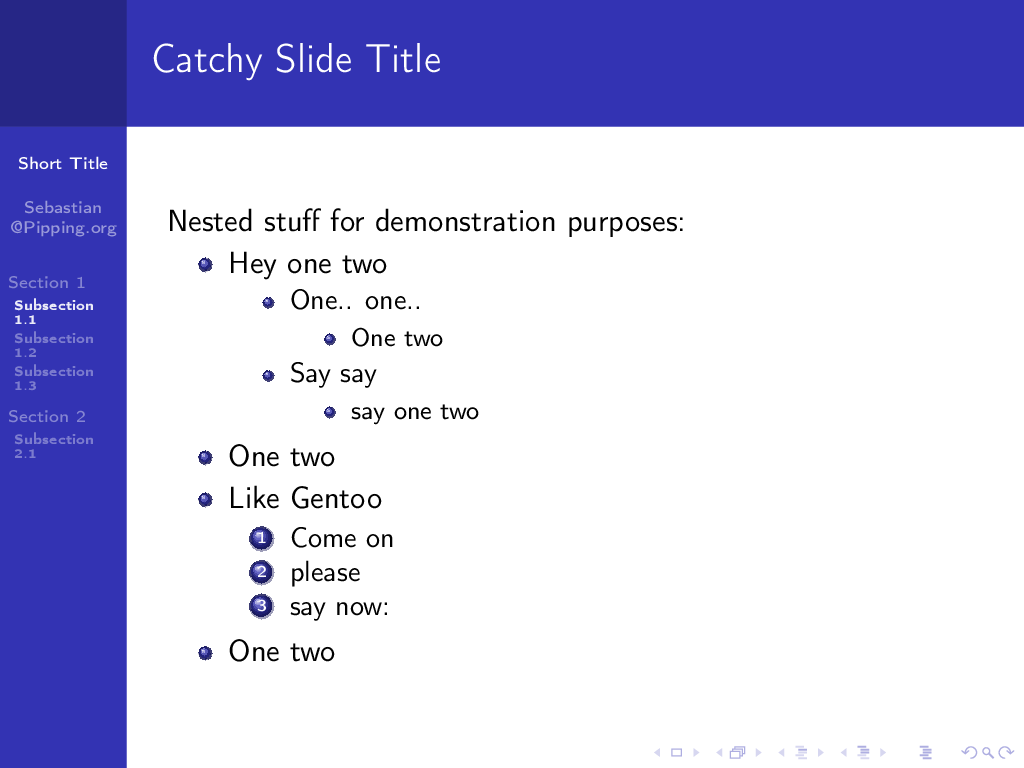 Catchy Slide Title
Short Title
Sebastian
@Pipping.org
Section 1
Subsection
1.1
Subsection
1.2
Subsection
1.3
Section 2
Subsection
2.1
Nested stuff for demonstration purposes:
Hey one two
One.. one..
One two
Say say
say one two
One two
Like Gentoo
1 Come on
2 please
3 say now:
One two